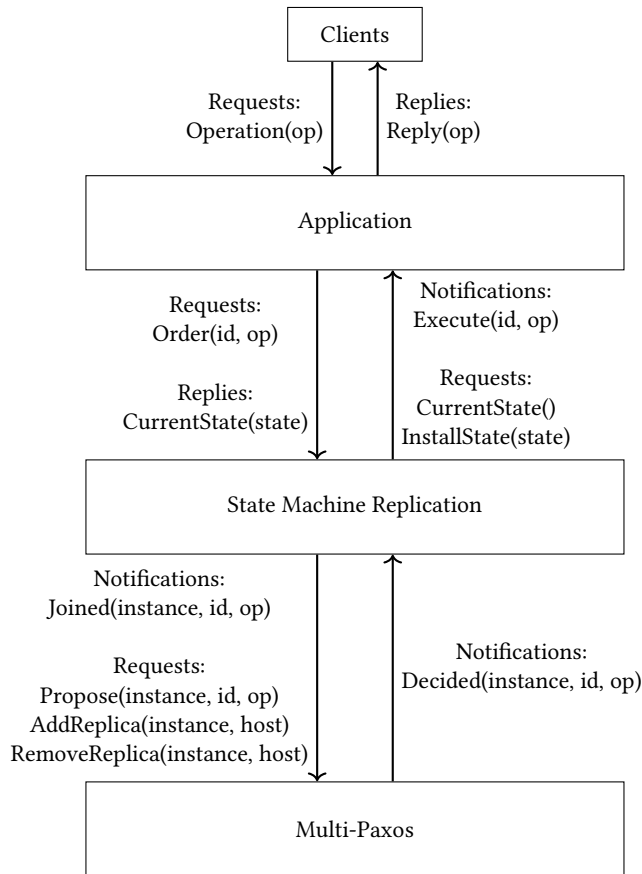 Clients
Requests:
Operation(op)
Replies:
Reply(op)
Application
Requests:
Order(id, op)
Replies:
CurrentState(state)
Notifications:
Execute(id, op)
Requests:
CurrentState()
InstallState(state)
State Machine Replication
Notifications:
Joined(instance, id, op)
Requests:
Propose(instance, id, op)
AddReplica(instance, host)
RemoveReplica(instance, host)
Notifications:
Decided(instance, id, op)
Multi-Paxos